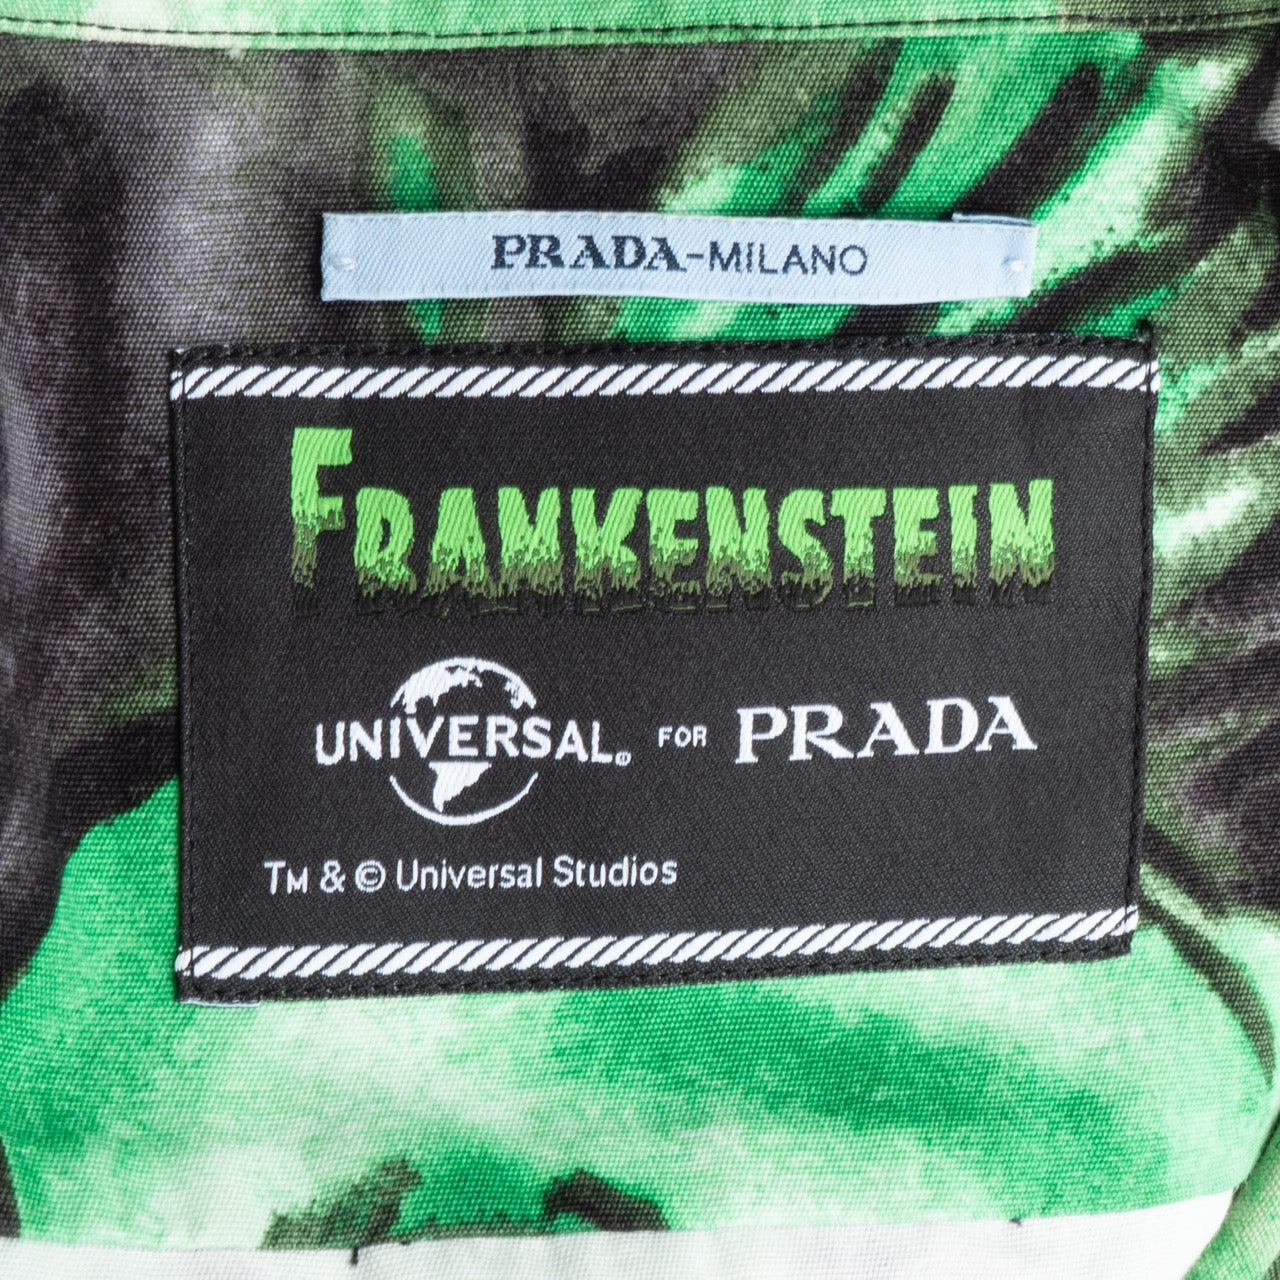 PRADA-MILANO
FRANKENSTEIN
UNIVERSAL® FOR PRADA
TM & © Universal Studios